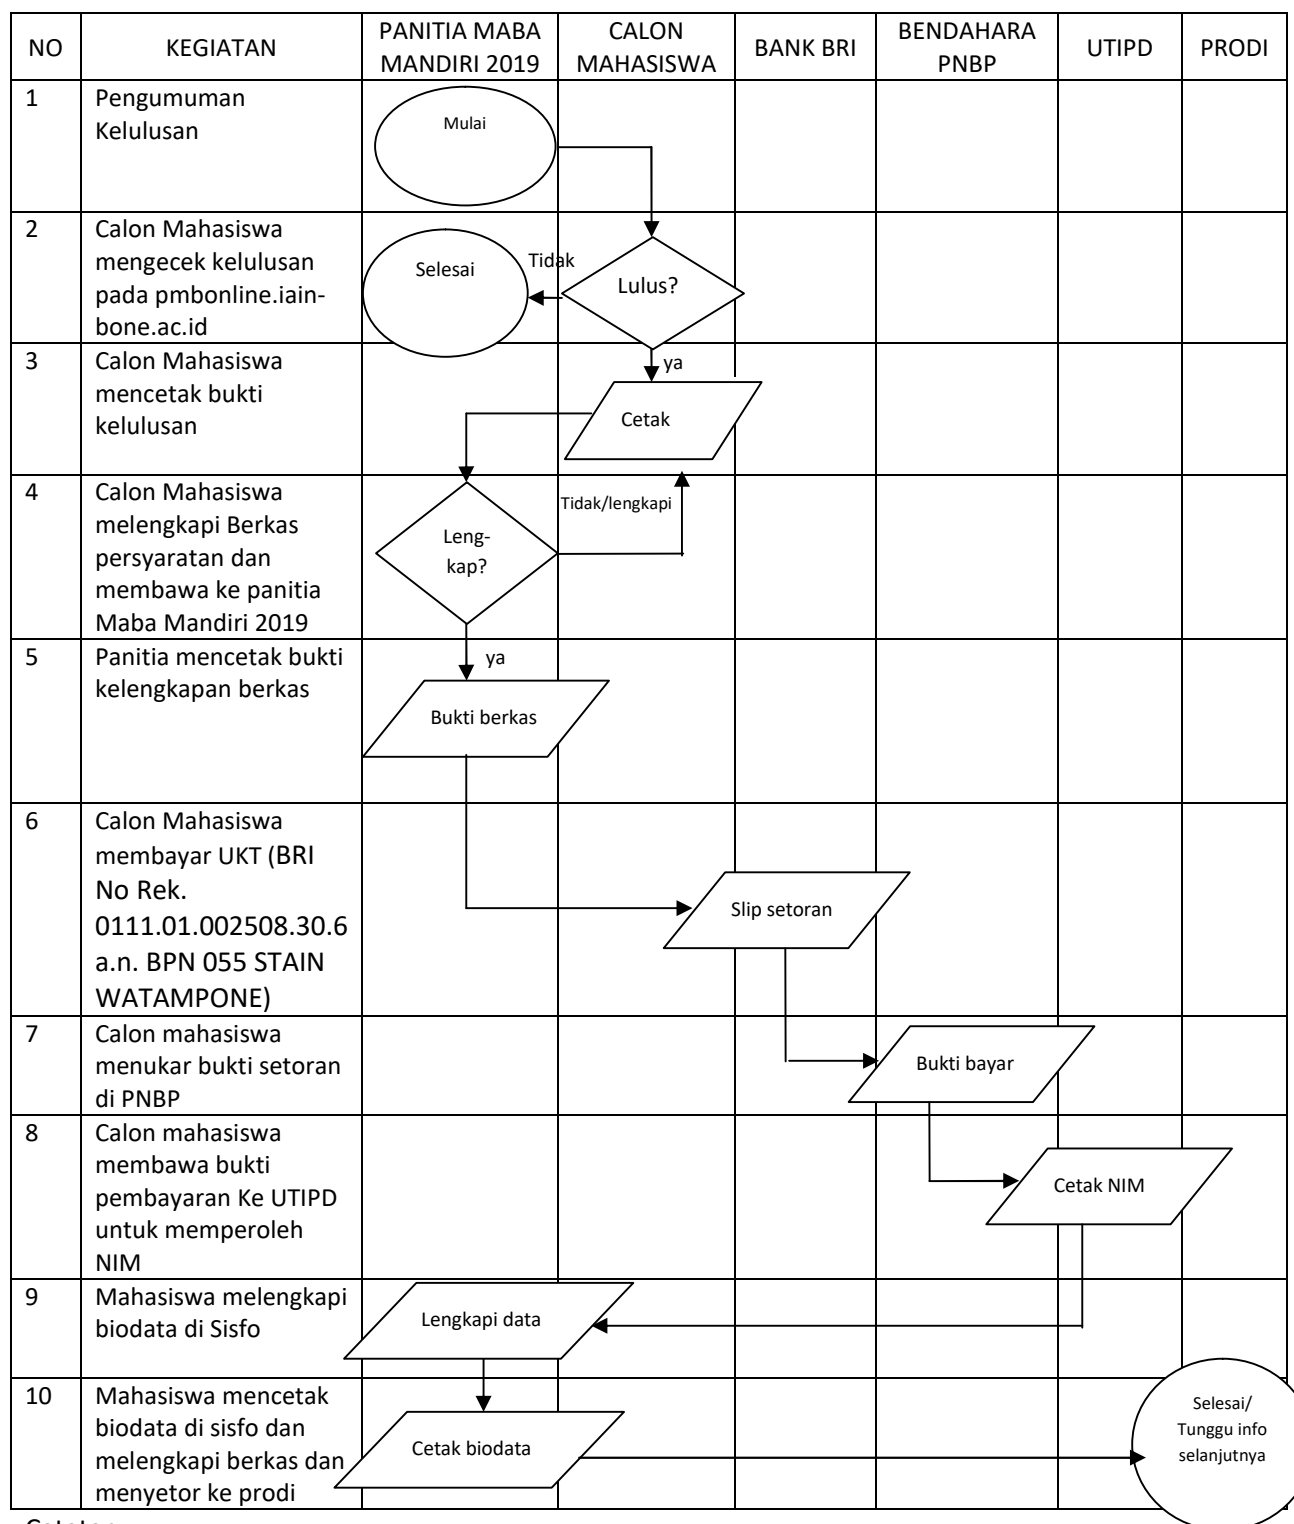 NO
KEGIATAN
PANITIA MABA
MANDIRI 2019
CALON
MAHASISWA
BANK BRI
BENDAHARA
PNBP
UTIPD
PRODI
1
Pengumuman
Kelulusan
Mulai
2
Calon Mahasiswa
mengecek kelulusan
pada pmbonline.iain-
bone.ac.id
Selesai
Tidak
Lulus?
3
Calon Mahasiswa
mencetak bukti
kelulusan
ya
Cetak
4
Calon Mahasiswa
melengkapi Berkas
persyaratan dan
membawa ke panitia
Maba Mandiri 2019
Leng-
kap?
Tidak/lengkapi
5
Panitia mencetak bukti
kelengkapan berkas
ya
Bukti berkas
6
Calon Mahasiswa
membayar UKT (BRI
No Rek.
0111.01.002508.30.6
a.n. BPN 055 STAIN
WATAMPONE)
Slip setoran
7
Calon mahasiswa
menukar bukti setoran
di PNBP
Bukti bayar
8
Calon mahasiswa
membawa bukti
pembayaran Ke UTIPD
untuk memperoleh
NIM
Cetak NIM
9
Mahasiswa melengkapi
biodata di Sisfo
Lengkapi data
10
Mahasiswa mencetak
biodata di sisfo dan
melengkapi berkas dan
menyetor ke prodi
Cetak biodata
Selesai/
Tunggu info
selanjutnya